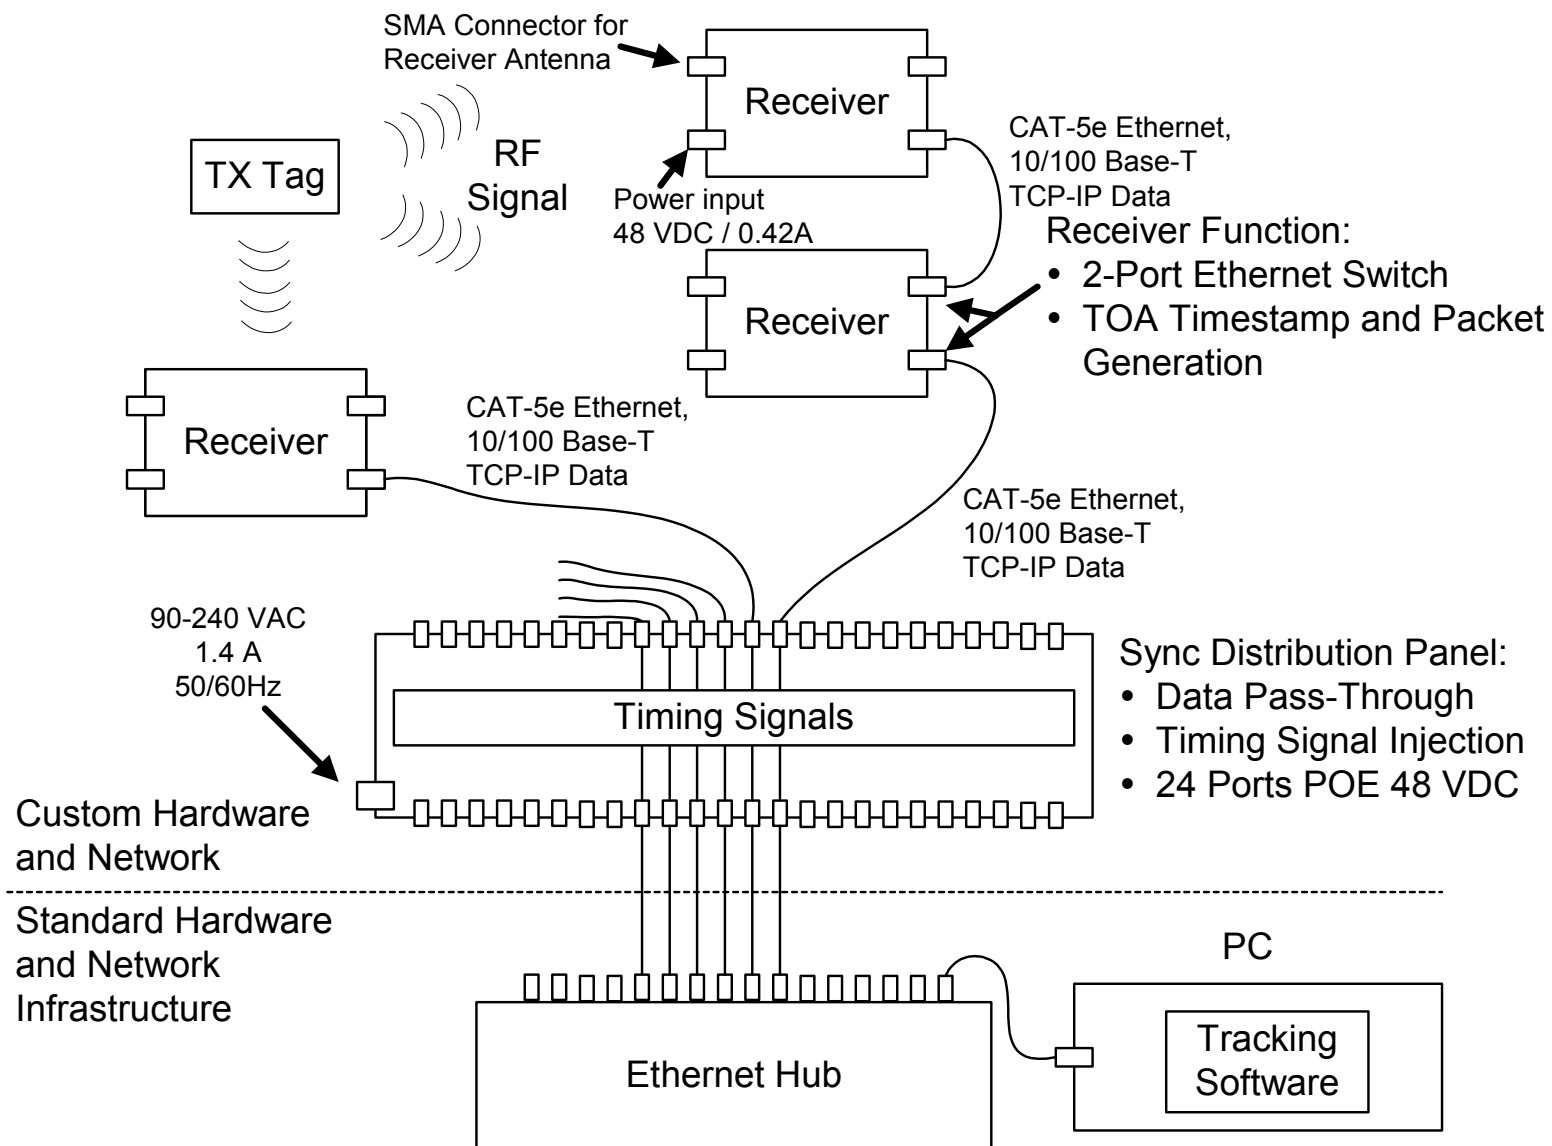 SMA Connector for
Receiver Antenna
Receiver
CAT-5e Ethernet,
10/100 Base-T
TCP-IP Data
TX Tag
RF
Signal
Power input
48 VDC / 0.42A
Receiver Function:
• 2-Port Ethernet Switch
• TOA Timestamp and Packet
Generation
Receiver
Receiver
CAT-5e Ethernet,
10/100 Base-T
TCP-IP Data
CAT-5e Ethernet,
10/100 Base-T
TCP-IP Data
90-240 VAC
1.4 A
50/60Hz
Timing Signals
Sync Distribution Panel:
• Data Pass-Through
• Timing Signal Injection
• 24 Ports POE 48 VDC
Custom Hardware
and Network
Standard Hardware
and Network
Infrastructure
PC
Ethernet Hub
Tracking
Software